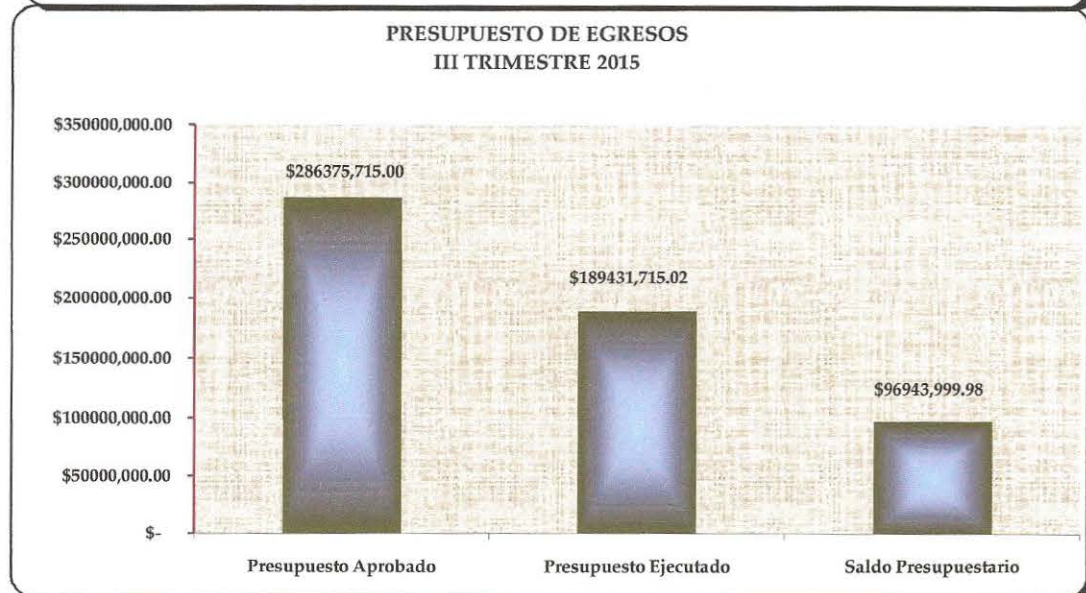 PRESUPUESTO DE EGRESOS
III TRIMESTRE 2015
$350000,000.00
$300000,000.00
$250000,000.00
$200000,000.00
$150000,000.00
$100000,000.00
$50000,000.00
$-
$286375,715.00
$189431,715.02
$96943,999.98
Presupuesto Aprobado
Presupuesto Ejecutado
Saldo Presupuestario